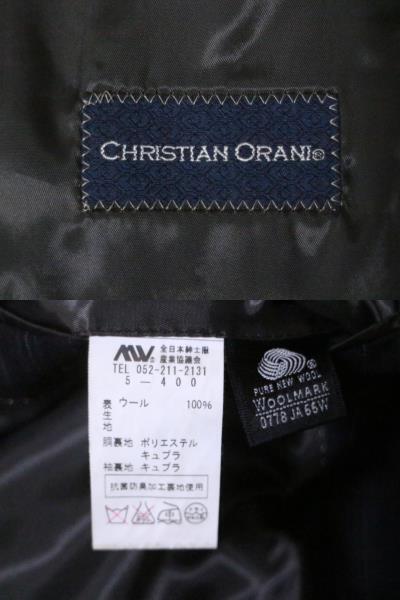 CHRISTIAN ORANI®
MW® 全日本紳士服
産業協議会
TEL 052-211-2131
5-400
表生地 ウール 100%
胴裏地 ポリエステル
キュプラ
袖裏地 キュプラ
抗菌防臭加工裏地使用
®
PURE NEW WOOL
WOOLMARK
0778 JA 65W